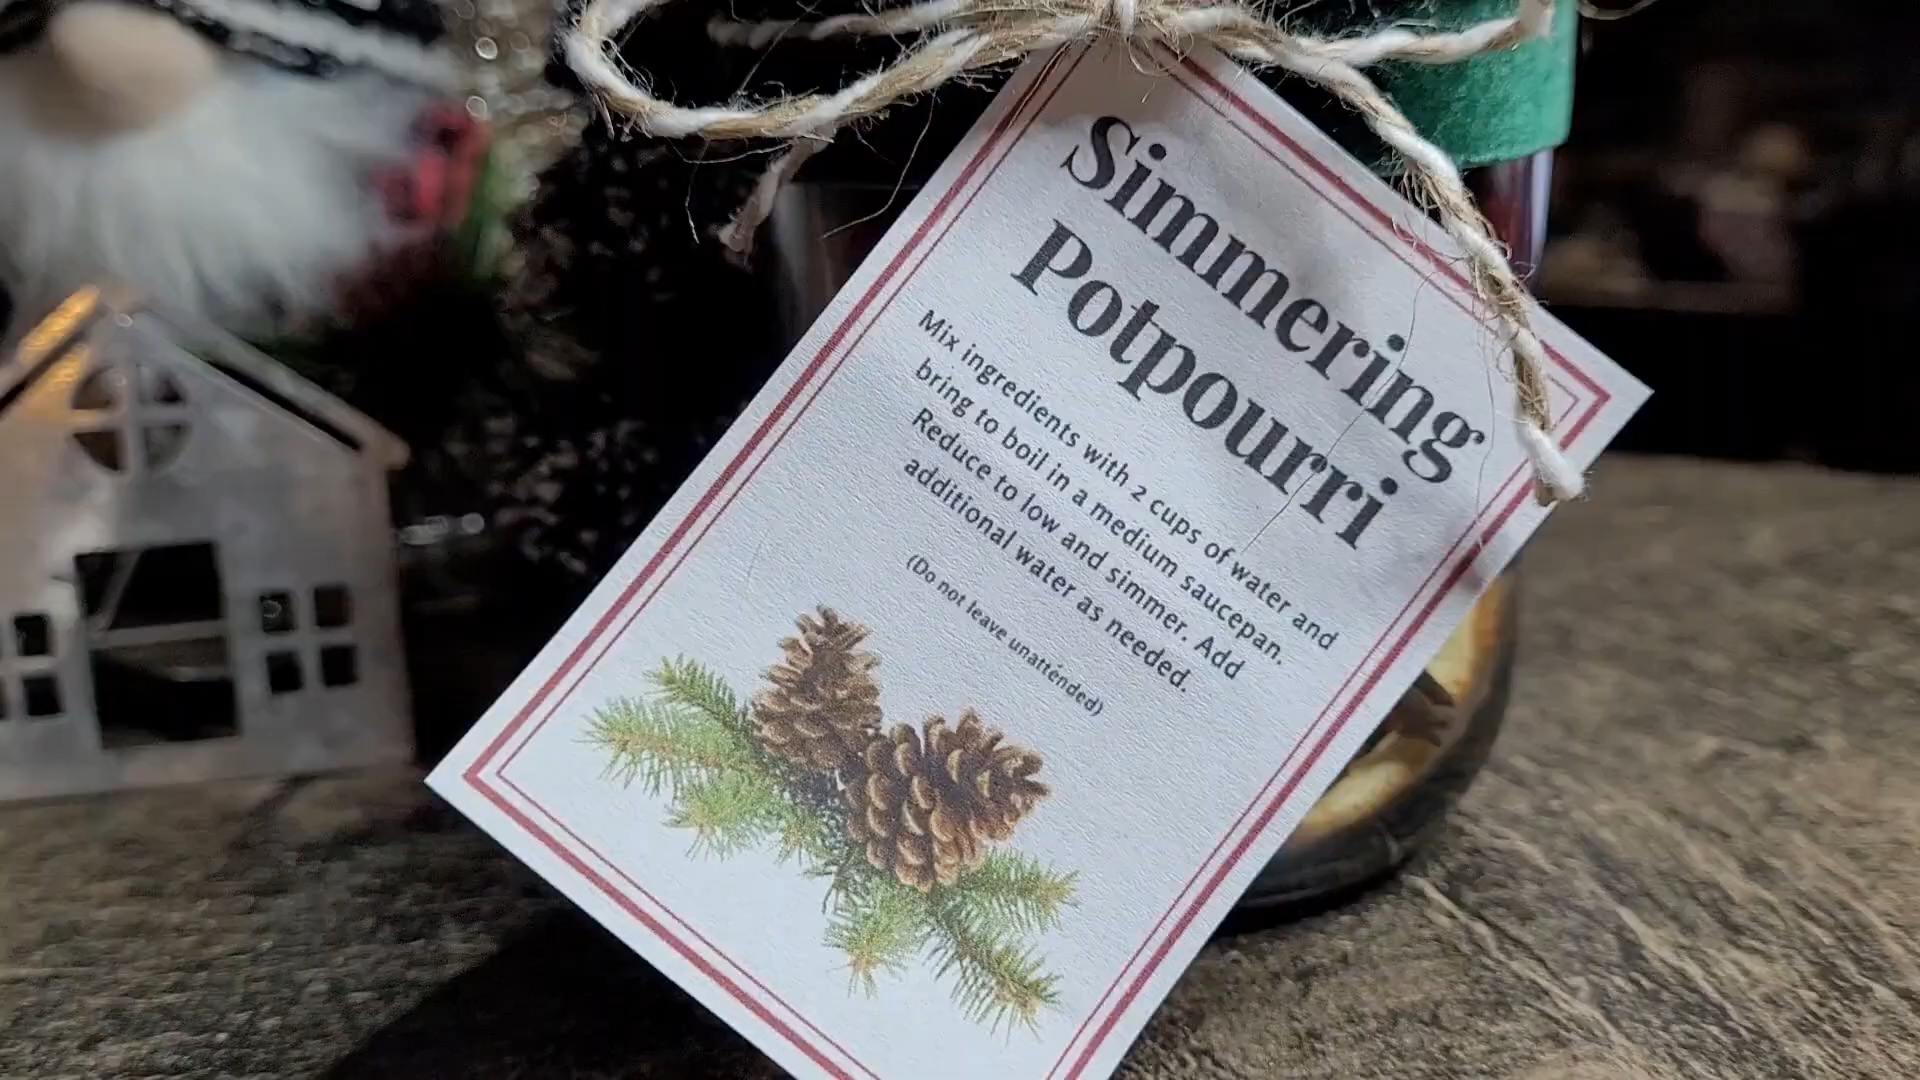 Simmering
Potpourri
Mix ingredients with 2 cups of water and
bring to boil in a medium saucepan.
Reduce to low and simmer. Add
additional water as needed.
(Do not leave unattended)